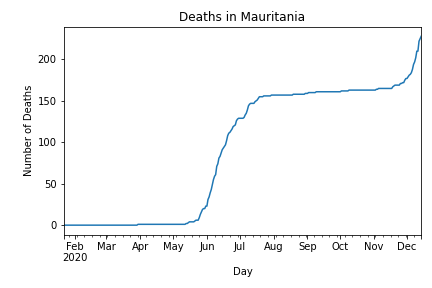 Deaths in Mauritania
Number of Deaths
200
150
100
50
0
Feb Mar Apr May Jun Jul Aug Sep Oct Nov Dec
2020
Day